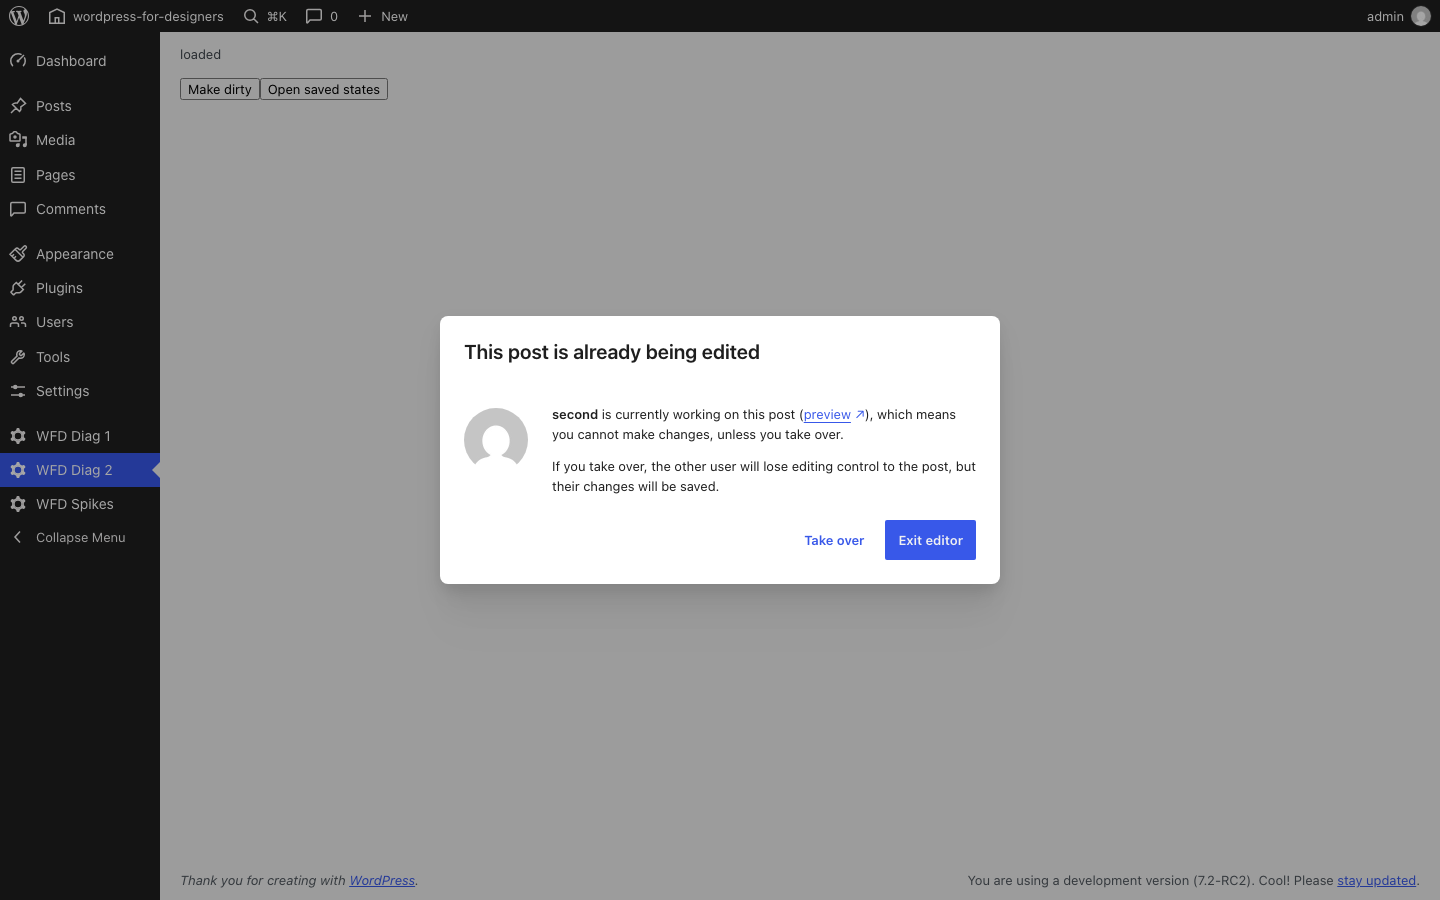 wordpress-for-designers ⌘K 0 New admin
Dashboard
Posts
Media
Pages
Comments
Appearance
Plugins
Users
Tools
Settings
WFD Diag 1
WFD Diag 2
WFD Spikes
Collapse Menu
loaded
Make dirty Open saved states
This post is already being edited
second is currently working on this post (preview ↗), which means
you cannot make changes, unless you take over.
If you take over, the other user will lose editing control to the post, but
their changes will be saved.
Take over Exit editor
Thank you for creating with WordPress.
You are using a development version (7.2-RC2). Cool! Please stay updated.